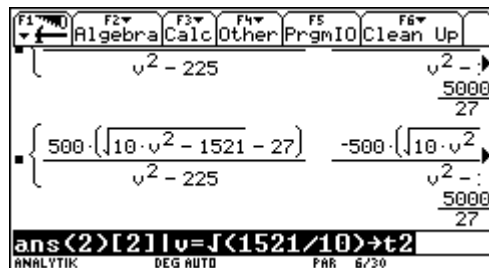 F1▼ F2▼ F3▼ F4▼ F5 F6▼
Algebra Calc Other PrgmIO Clean Up
v² - 225 v² - :
5000
27
{ 500·(√10·v² - 1521 - 27) -500·(√10·v²
v² - 225 v² - :
5000
27
ans(2)[2]|v=√(1521/10)→t2
ANALYTIK DEG AUTO PAR 6/30